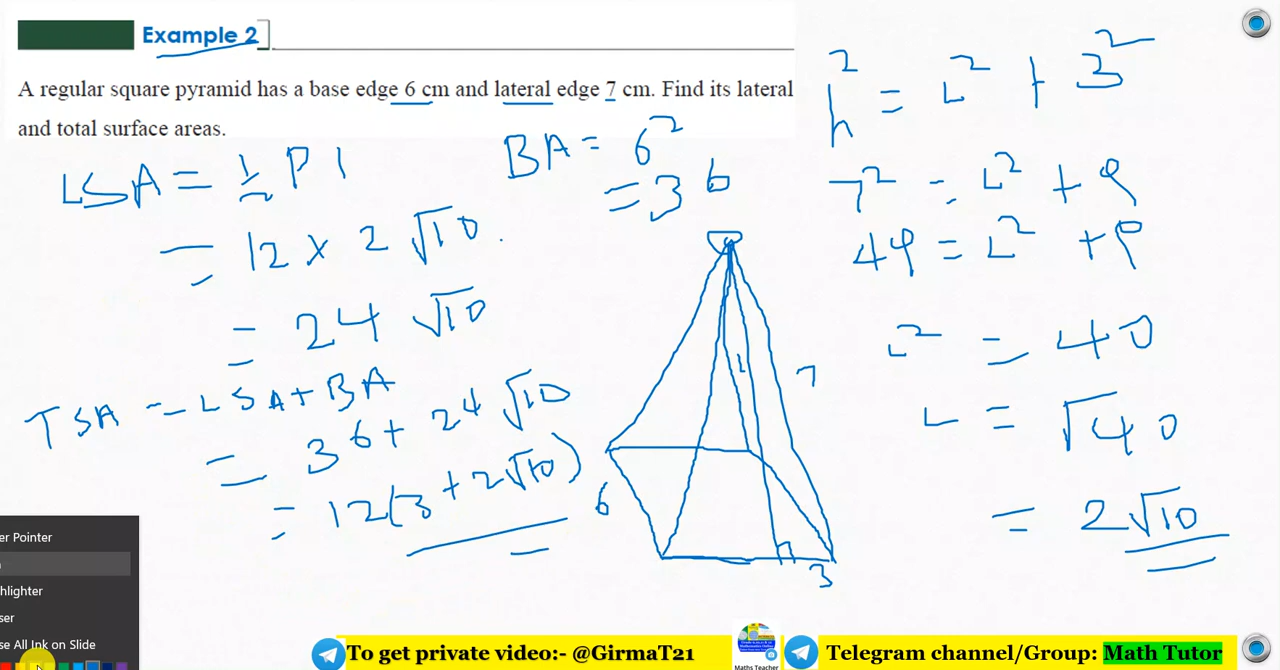 Example 2
A regular square pyramid has a base edge 6 cm and lateral edge 7 cm. Find its lateral
and total surface areas.
LSA = ½ P l
= 12 × 2 √10
= 24 √10
TSA = LSA + BA
= 36 + 24 √10
= 12(3 + 2√10)
BA = 6²
= 36
L
7
6
3
h² = L² + 3²
7² = L² + 9
49 = L² + 9
L² = 40
L = √40
= 2√10
er Pointer
ghlighter
ser
se All Ink on Slide
To get private video:- @GirmaT21
Maths Teacher
Telegram channel/Group: Math Tutor